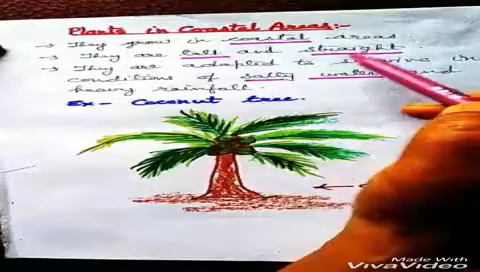 Plants in Coastal Areas:-
→ They grow in coastal areas
→ They are tall and straight
→ They are adapted to survive in
conditions of salty water and
heavy rainfall.
Ex- Coconut tree.
Made With
VivaVideo